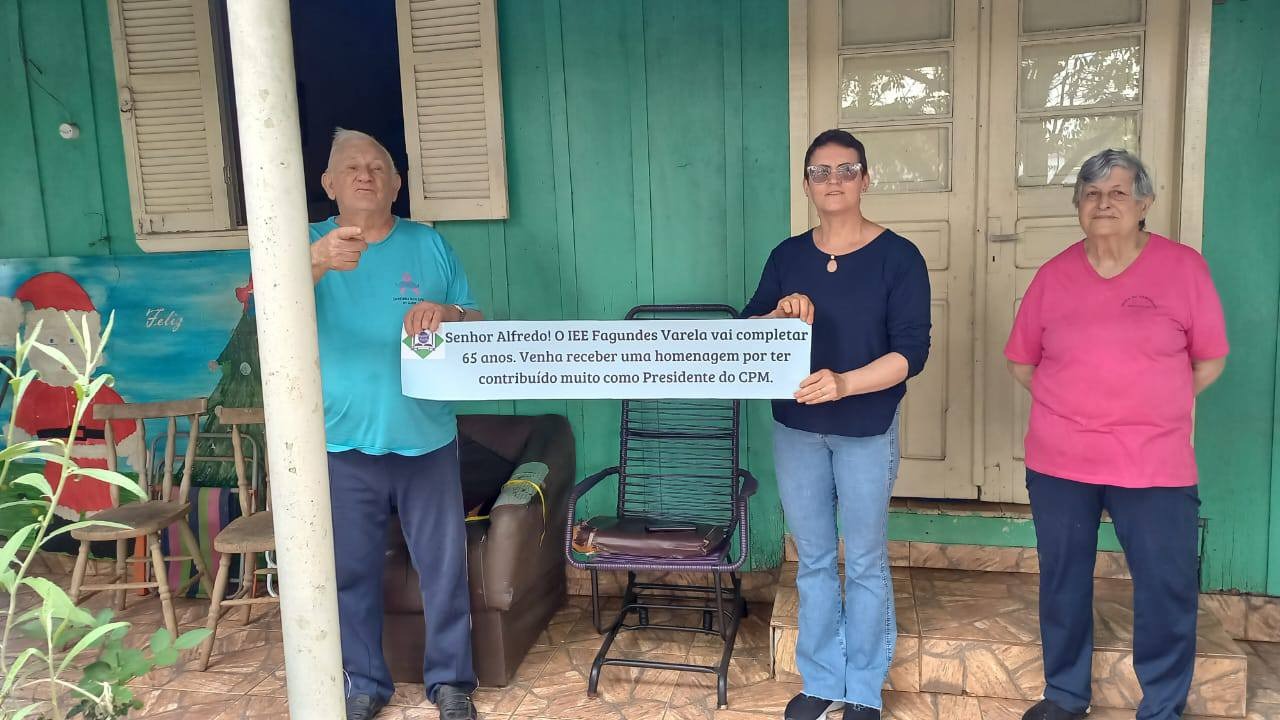 Feliz
Senhor Alfredo! O IEE Fagundes Varela vai completar
65 anos. Venha receber uma homenagem por ter
contribuído muito como Presidente do CPM.